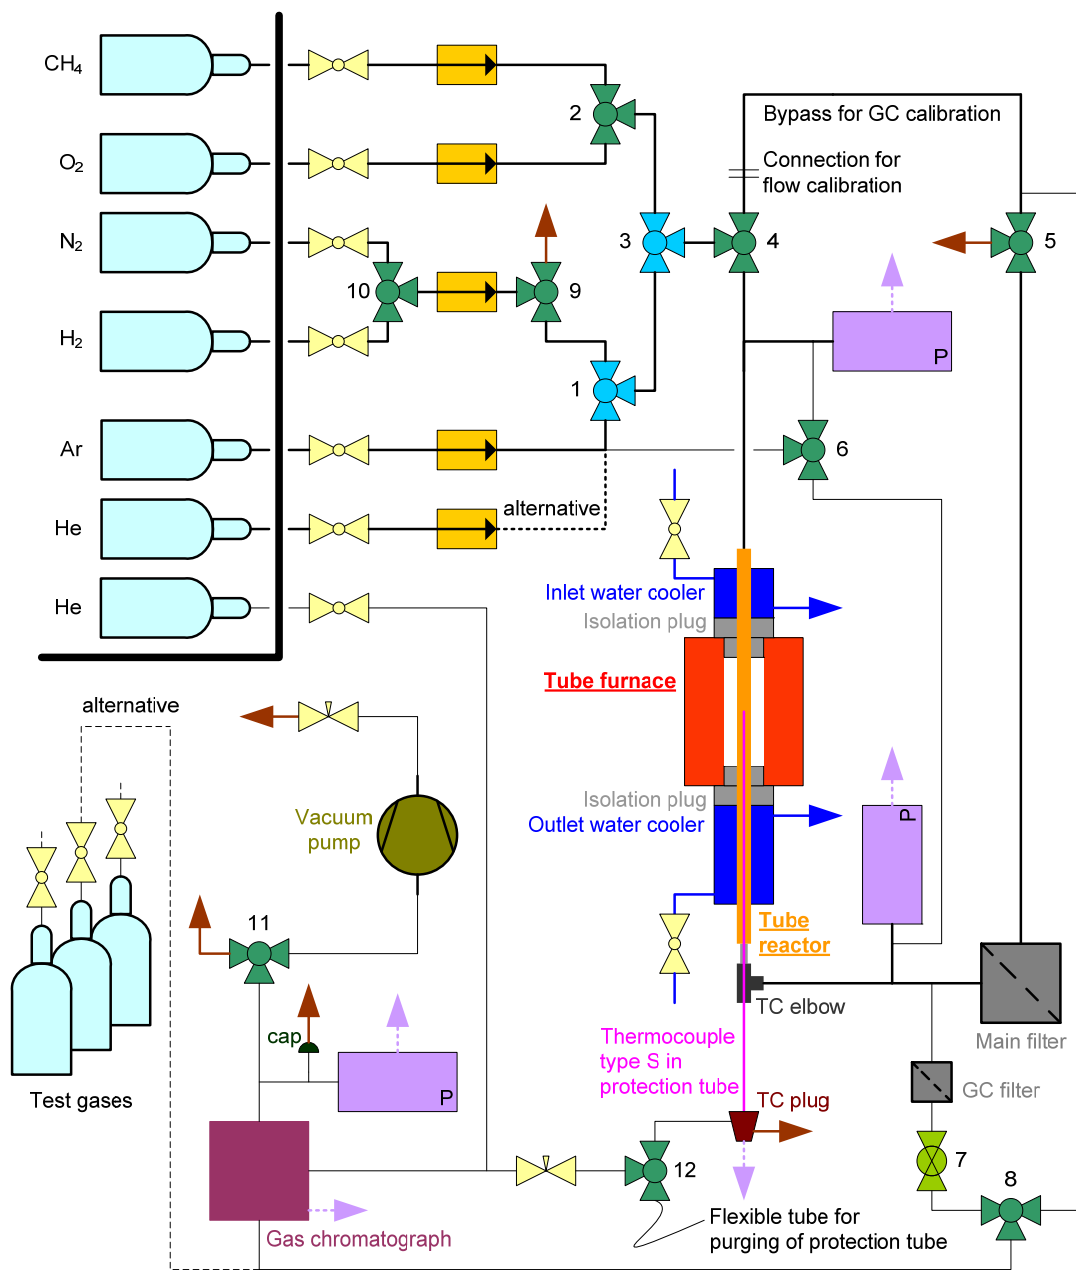 CH4
2
Bypass for GC calibration
O2
Connection for
flow calibration
N2
3
4
5
10
9
H2
P
1
Ar
6
alternative
He
He
Inlet water cooler
Isolation plug
Tube furnace
alternative
Isolation plug
Outlet water cooler
Vacuum
pump
P
11
Tube
reactor
TC elbow
cap
Thermocouple
type S in
protection tube
Main filter
GC filter
Test gases
P
TC plug
7
12
8
Flexible tube for
purging of protection tube
Gas chromatograph